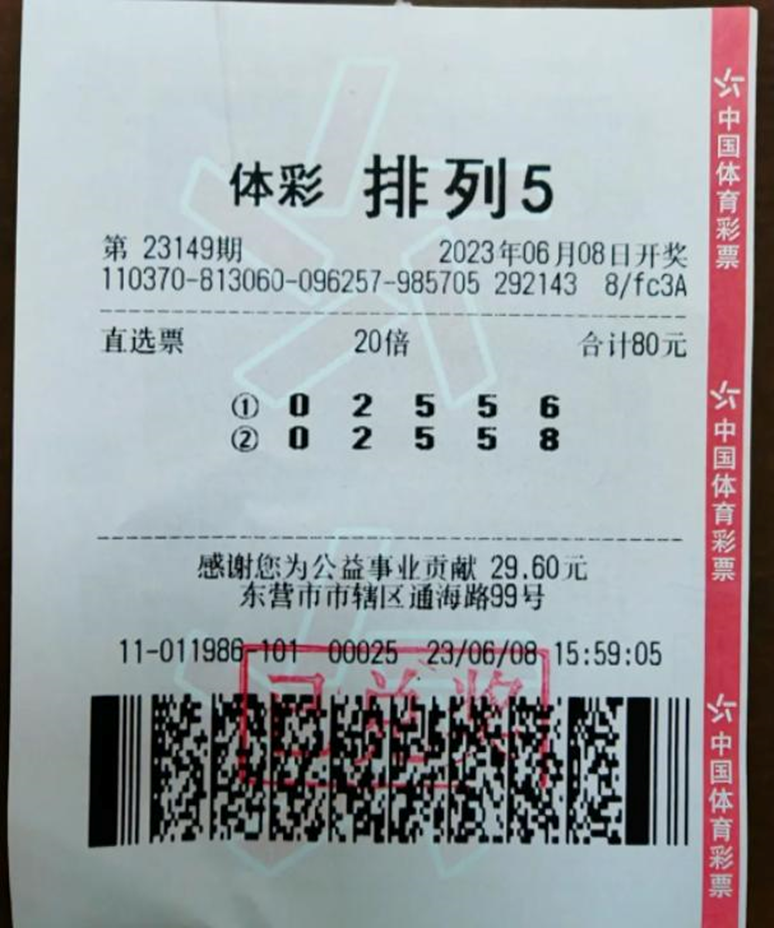 体彩 排列5
第 23149期 2023年06月08日开奖
110370-813060-096257-985705 292143 8/fc3A
直选票 20倍 合计80元
① 0 2 5 5 6
② 0 2 5 5 8
感谢您为公益事业贡献 29.60元
东营市市辖区通海路99号
11-011986-101 00025 23/06/08 15:59:05
已兑奖
中国体育彩票
中国体育彩票
中国体育彩票